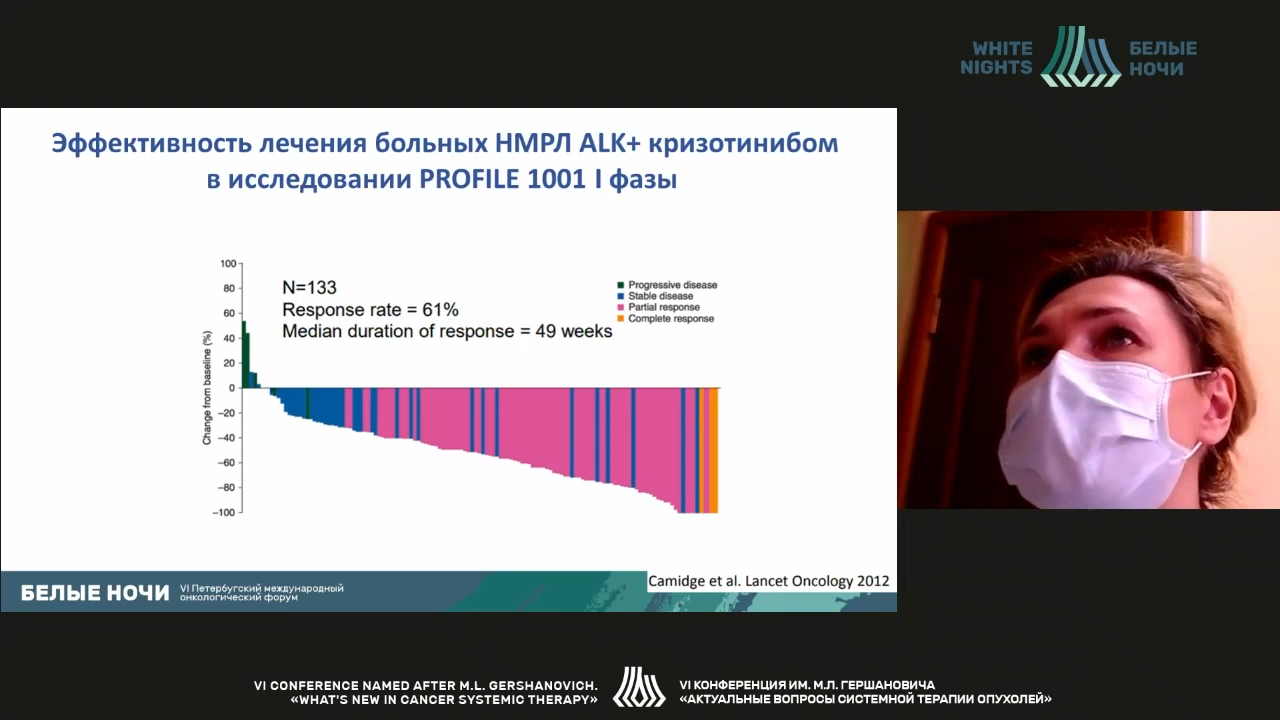 WHITE
NIGHTS
БЕЛЫЕ
НОЧИ
Эффективность лечения больных НМРЛ ALK+ кризотинибом
в исследовании PROFILE 1001 I фазы
N=133
Response rate = 61%
Median duration of response = 49 weeks
Progressive disease
Stable disease
Partial response
Complete response
Change from baseline (%)
100
80
60
40
20
0
−20
−40
−60
−80
−100
Camidge et al. Lancet Oncology 2012
БЕЛЫЕ НОЧИ
VI Петербугский международный
онкологический форум
VI CONFERENCE NAMED AFTER M.L. GERSHANOVICH.
«WHAT'S NEW IN CANCER SYSTEMIC THERAPY»
VI КОНФЕРЕНЦИЯ ИМ. М.Л. ГЕРШАНОВИЧА
«АКТУАЛЬНЫЕ ВОПРОСЫ СИСТЕМНОЙ ТЕРАПИИ ОПУХОЛЕЙ»